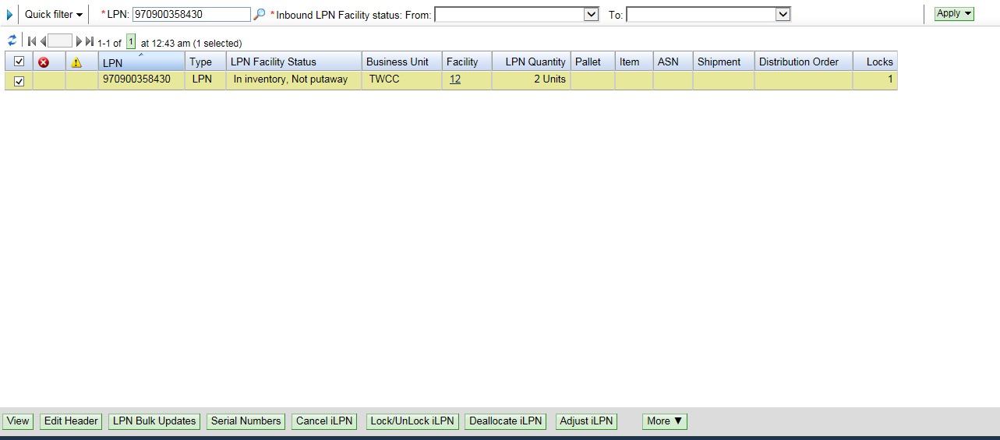 Quick filter * LPN: 970900358430 * Inbound LPN Facility status: From: To: Apply
1-1 of 1 at 12:43 am (1 selected)
LPN Type LPN Facility Status Business Unit Facility LPN Quantity Pallet Item ASN Shipment Distribution Order Locks
970900358430 LPN In inventory, Not putaway TWCC 12 2 Units 1
View Edit Header LPN Bulk Updates Serial Numbers Cancel iLPN Lock/UnLock iLPN Deallocate iLPN Adjust iLPN More ▼